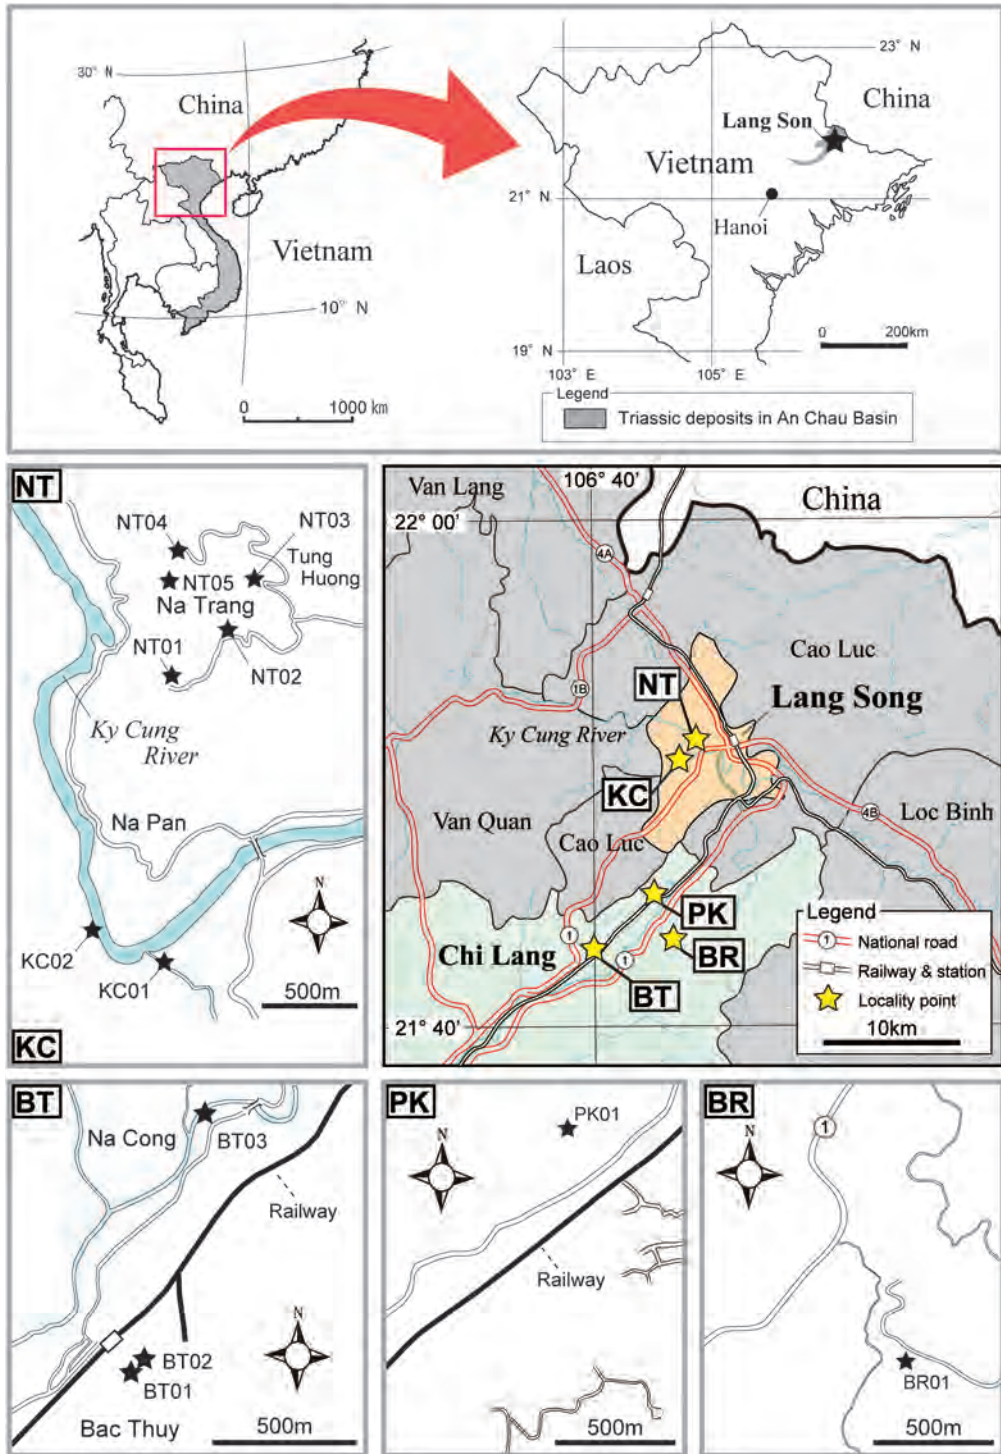 30° N
China
Vietnam
10° N
0 1000 km
23° N
China
Lang Son
Vietnam
21° N
Hanoi
Laos
0 200km
19° N
103° E
105° E
Legend
Triassic deposits in An Chau Basin
NT
NT04
NT03
Tung
Huong
NT05
Na Trang
NT01
NT02
Ky Cung
River
Na Pan
N
KC02
KC01
500m
KC
106° 40'
Van Lang
China
22° 00'
4A
Cao Luc
1B
NT
Lang Song
Ky Cung River
KC
Van Quan
Cao Luc
Loc Binh
4B
PK
1
Chi Lang
BR
1
BT
21° 40'
Legend
1 National road
Railway & station
Locality point
10km
BT
Na Cong
BT03
Railway
N
BT02
BT01
Bac Thuy
500m
PK
PK01
N
Railway
500m
BR
1
N
BR01
500m